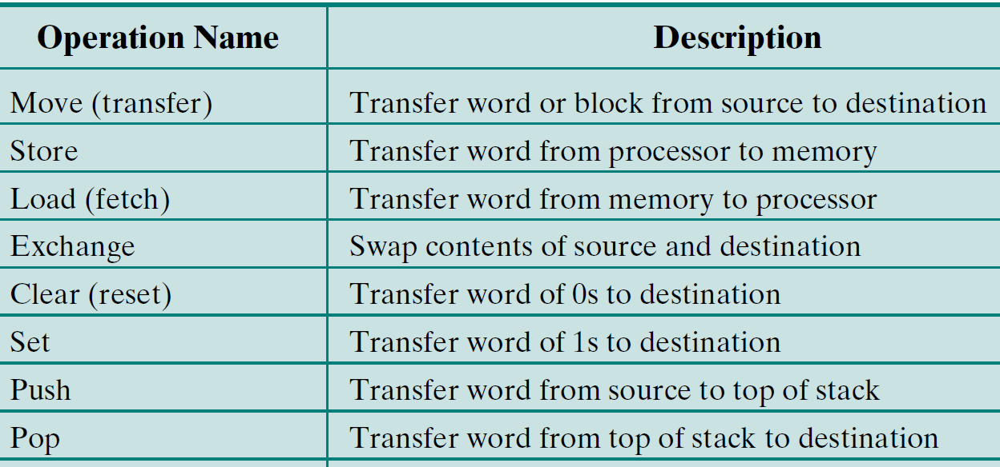 Operation Name Description
Move (transfer) Transfer word or block from source to destination
Store Transfer word from processor to memory
Load (fetch) Transfer word from memory to processor
Exchange Swap contents of source and destination
Clear (reset) Transfer word of 0s to destination
Set Transfer word of 1s to destination
Push Transfer word from source to top of stack
Pop Transfer word from top of stack to destination